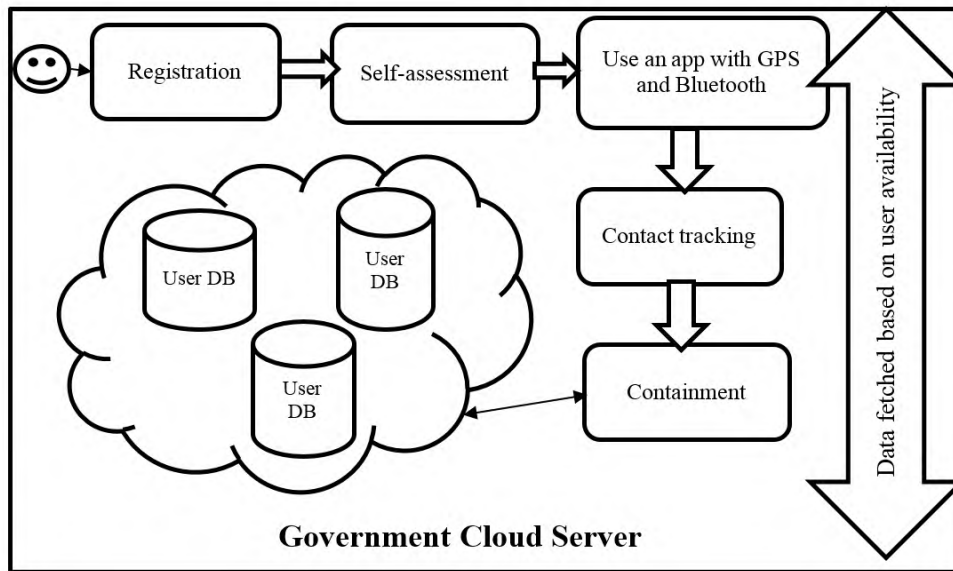 Registration
Self-assessment
Use an app with GPS
and Bluetooth
Data fetched based on user availability
Contact tracking
User DB
User
DB
User
DB
Containment
Government Cloud Server